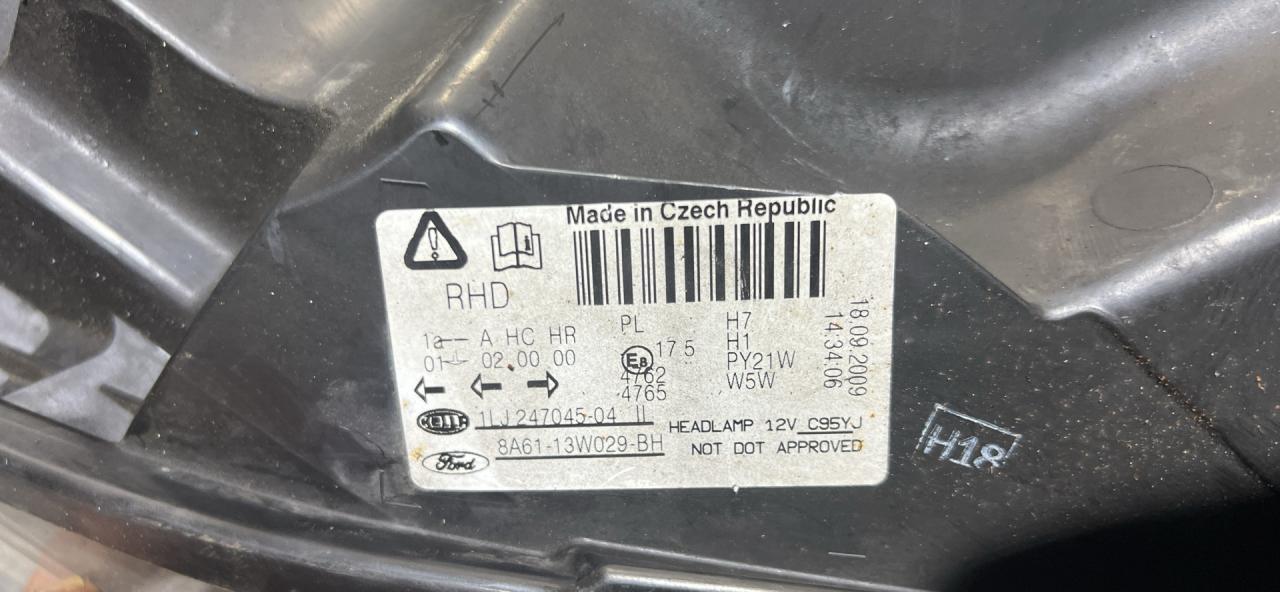 Made in Czech Republic
RHD
1a A HC HR
01 02.00.00
PL
E8 17.5
4762
4765
H7
H1
PY21W
W5W
18.09.2009
14:34:06
HELLA 1LJ 247045-04
HEADLAMP 12V C95YJ
Ford 8A61-13W029-BH
NOT DOT APPROVED
H18